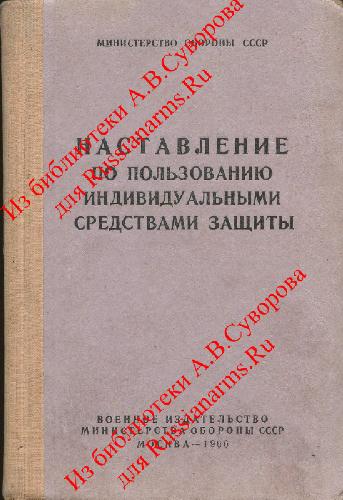 МИНИСТЕРСТВО ОБОРОНЫ СССР
НАСТАВЛЕНИЕ
ПО ПОЛЬЗОВАНИЮ
ИНДИВИДУАЛЬНЫМИ
СРЕДСТВАМИ ЗАЩИТЫ
Из библиотеки А.В.Суворова
для Russianarms.Ru
ВОЕННОЕ ИЗДАТЕЛЬСТВО
МИНИСТЕРСТВА ОБОРОНЫ СССР
МОСКВА—1966
Из библиотеки А.В.Суворова
для Russianarms.Ru